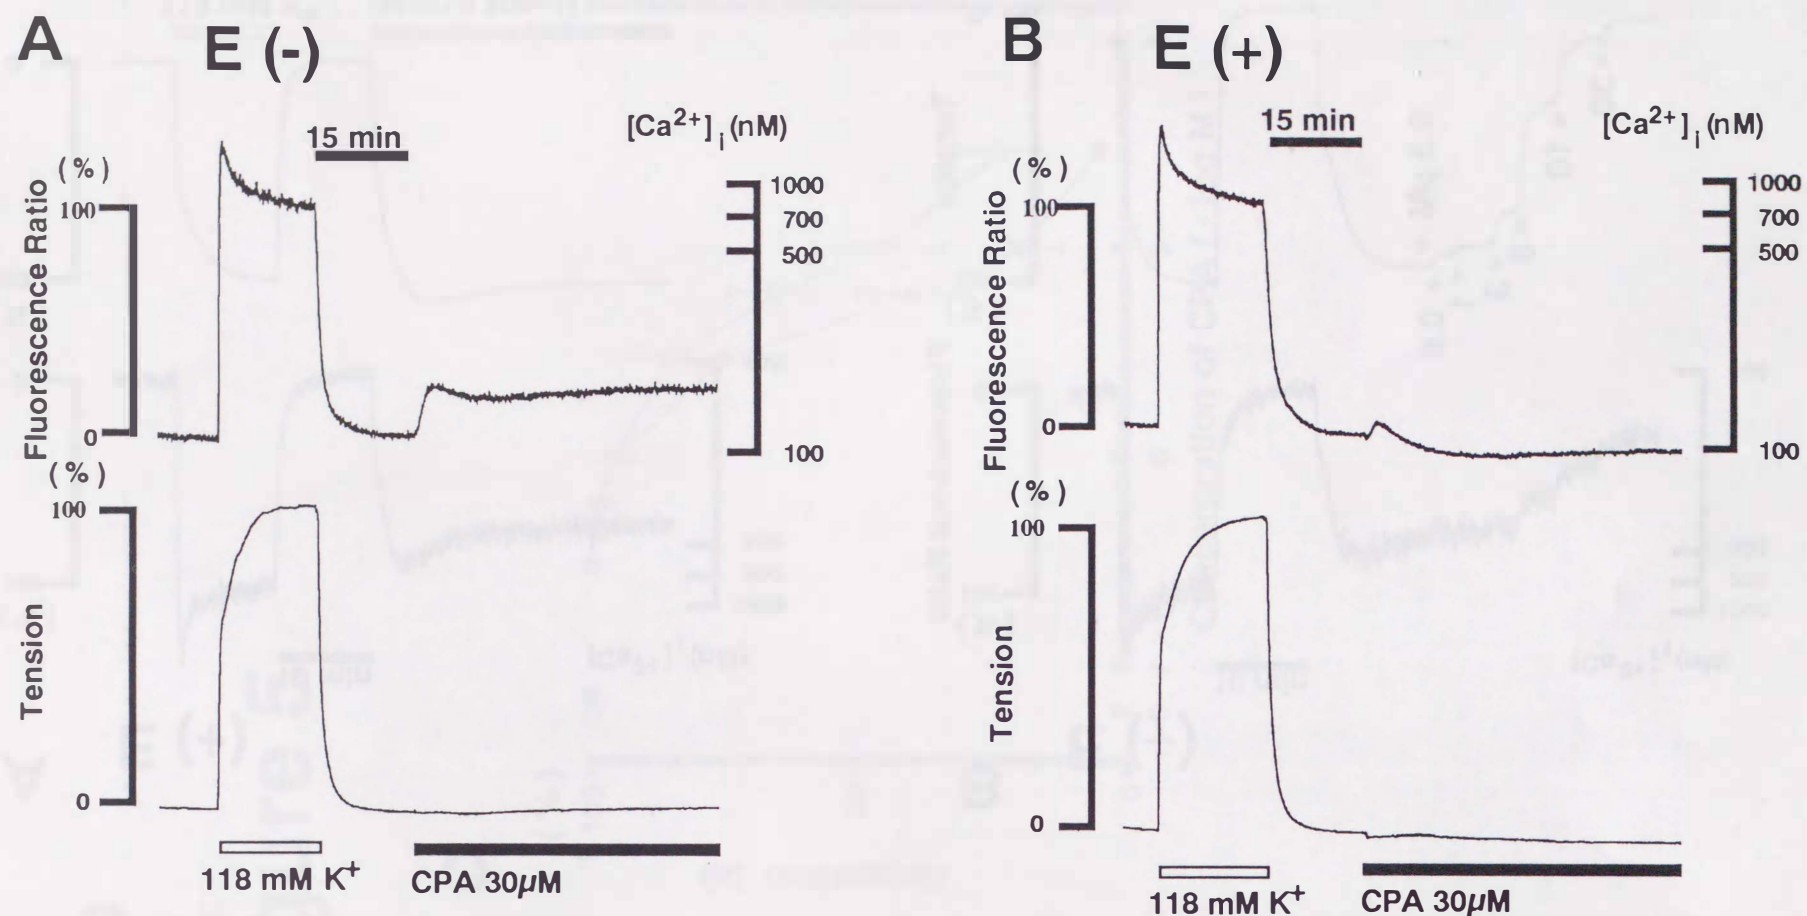 A
E (-)
15 min
[Ca2+]i (nM)
(%)
100
0
Fluorescence Ratio
1000
700
500
100
(%)
100
0
Tension
118 mM K+
CPA 30μM
B
E (+)
15 min
[Ca2+]i (nM)
(%)
100
0
Fluorescence Ratio
1000
700
500
100
(%)
100
0
Tension
118 mM K+
CPA 30μM